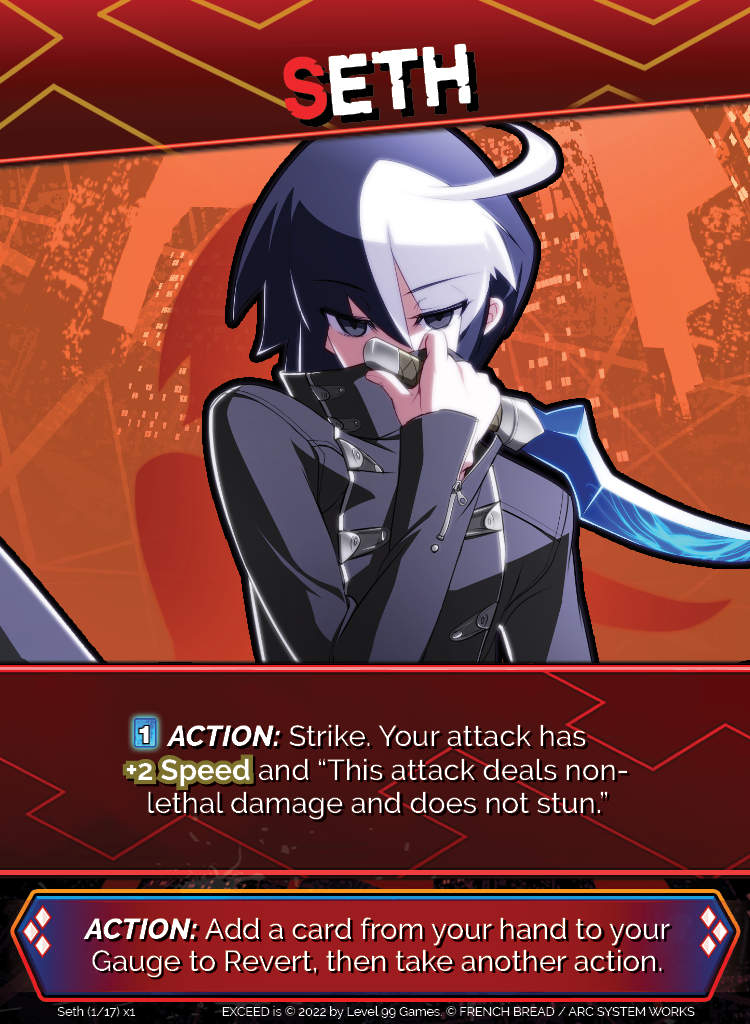 SETH
1 ACTION: Strike. Your attack has
+2 Speed and “This attack deals non-
lethal damage and does not stun.”
ACTION: Add a card from your hand to your
Gauge to Revert, then take another action.
Seth (1/17) x1 EXCEED is © 2022 by Level 99 Games, © FRENCH BREAD / ARC SYSTEM WORKS